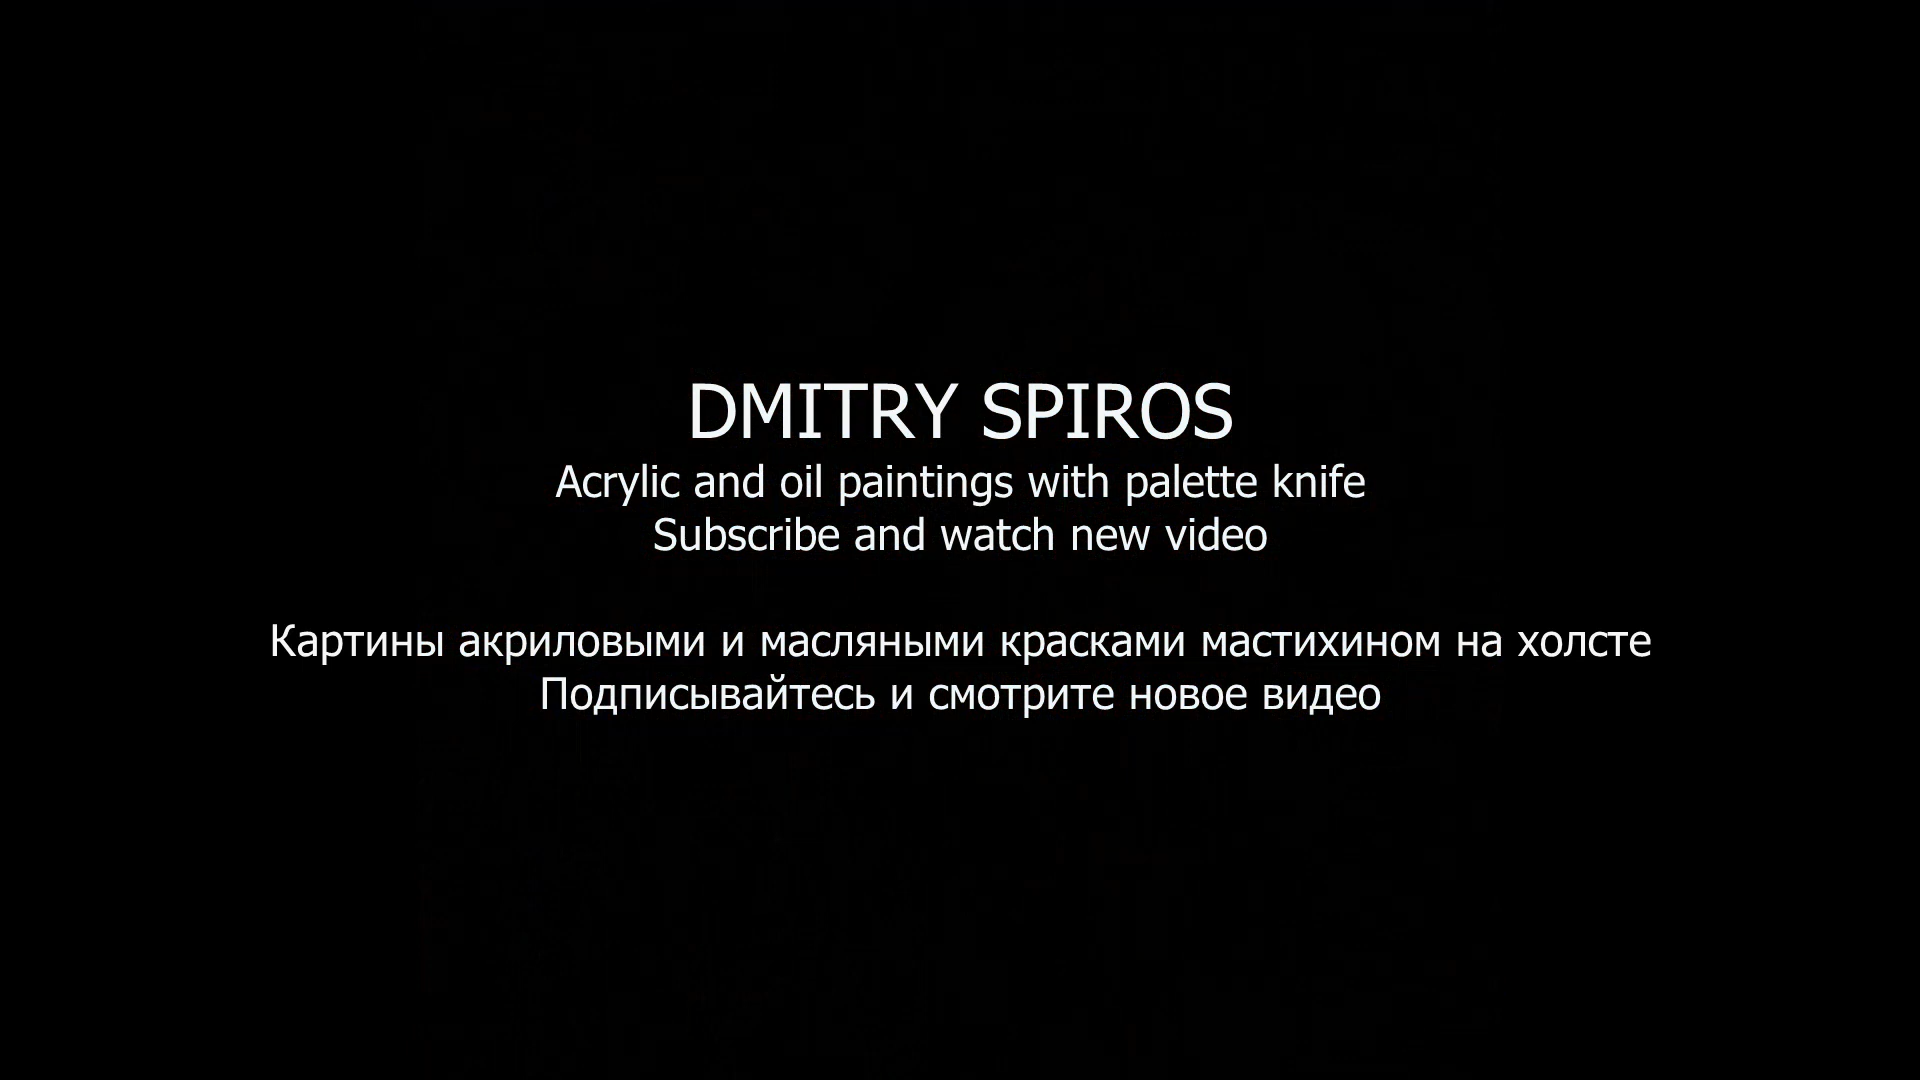 DMITRY SPIROS
Acrylic and oil paintings with palette knife
Subscribe and watch new video
Картины акриловыми и масляными красками мастихином на холсте
Подписывайтесь и смотрите новое видео